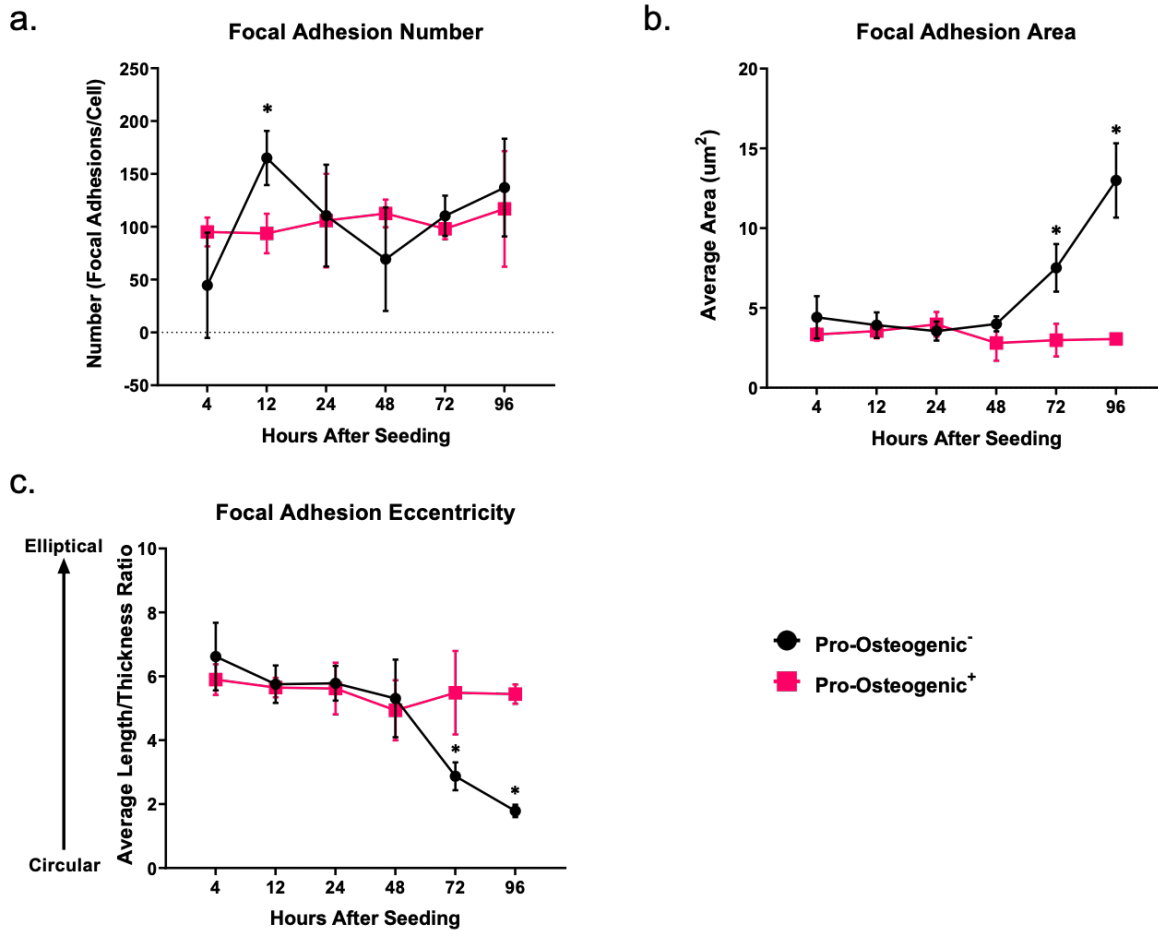 a.
Focal Adhesion Number
Number (Focal Adhesions/Cell)
250
200
150
100
50
0
-50
*
4 12 24 48 72 96
Hours After Seeding
b.
Focal Adhesion Area
Average Area (um²)
20
15
10
5
0
*
*
4 12 24 48 72 96
Hours After Seeding
c.
Focal Adhesion Eccentricity
Elliptical
Circular
Average Length/Thickness Ratio
10
8
6
4
2
0
*
*
4 12 24 48 72 96
Hours After Seeding
Pro-Osteogenic⁻
Pro-Osteogenic⁺